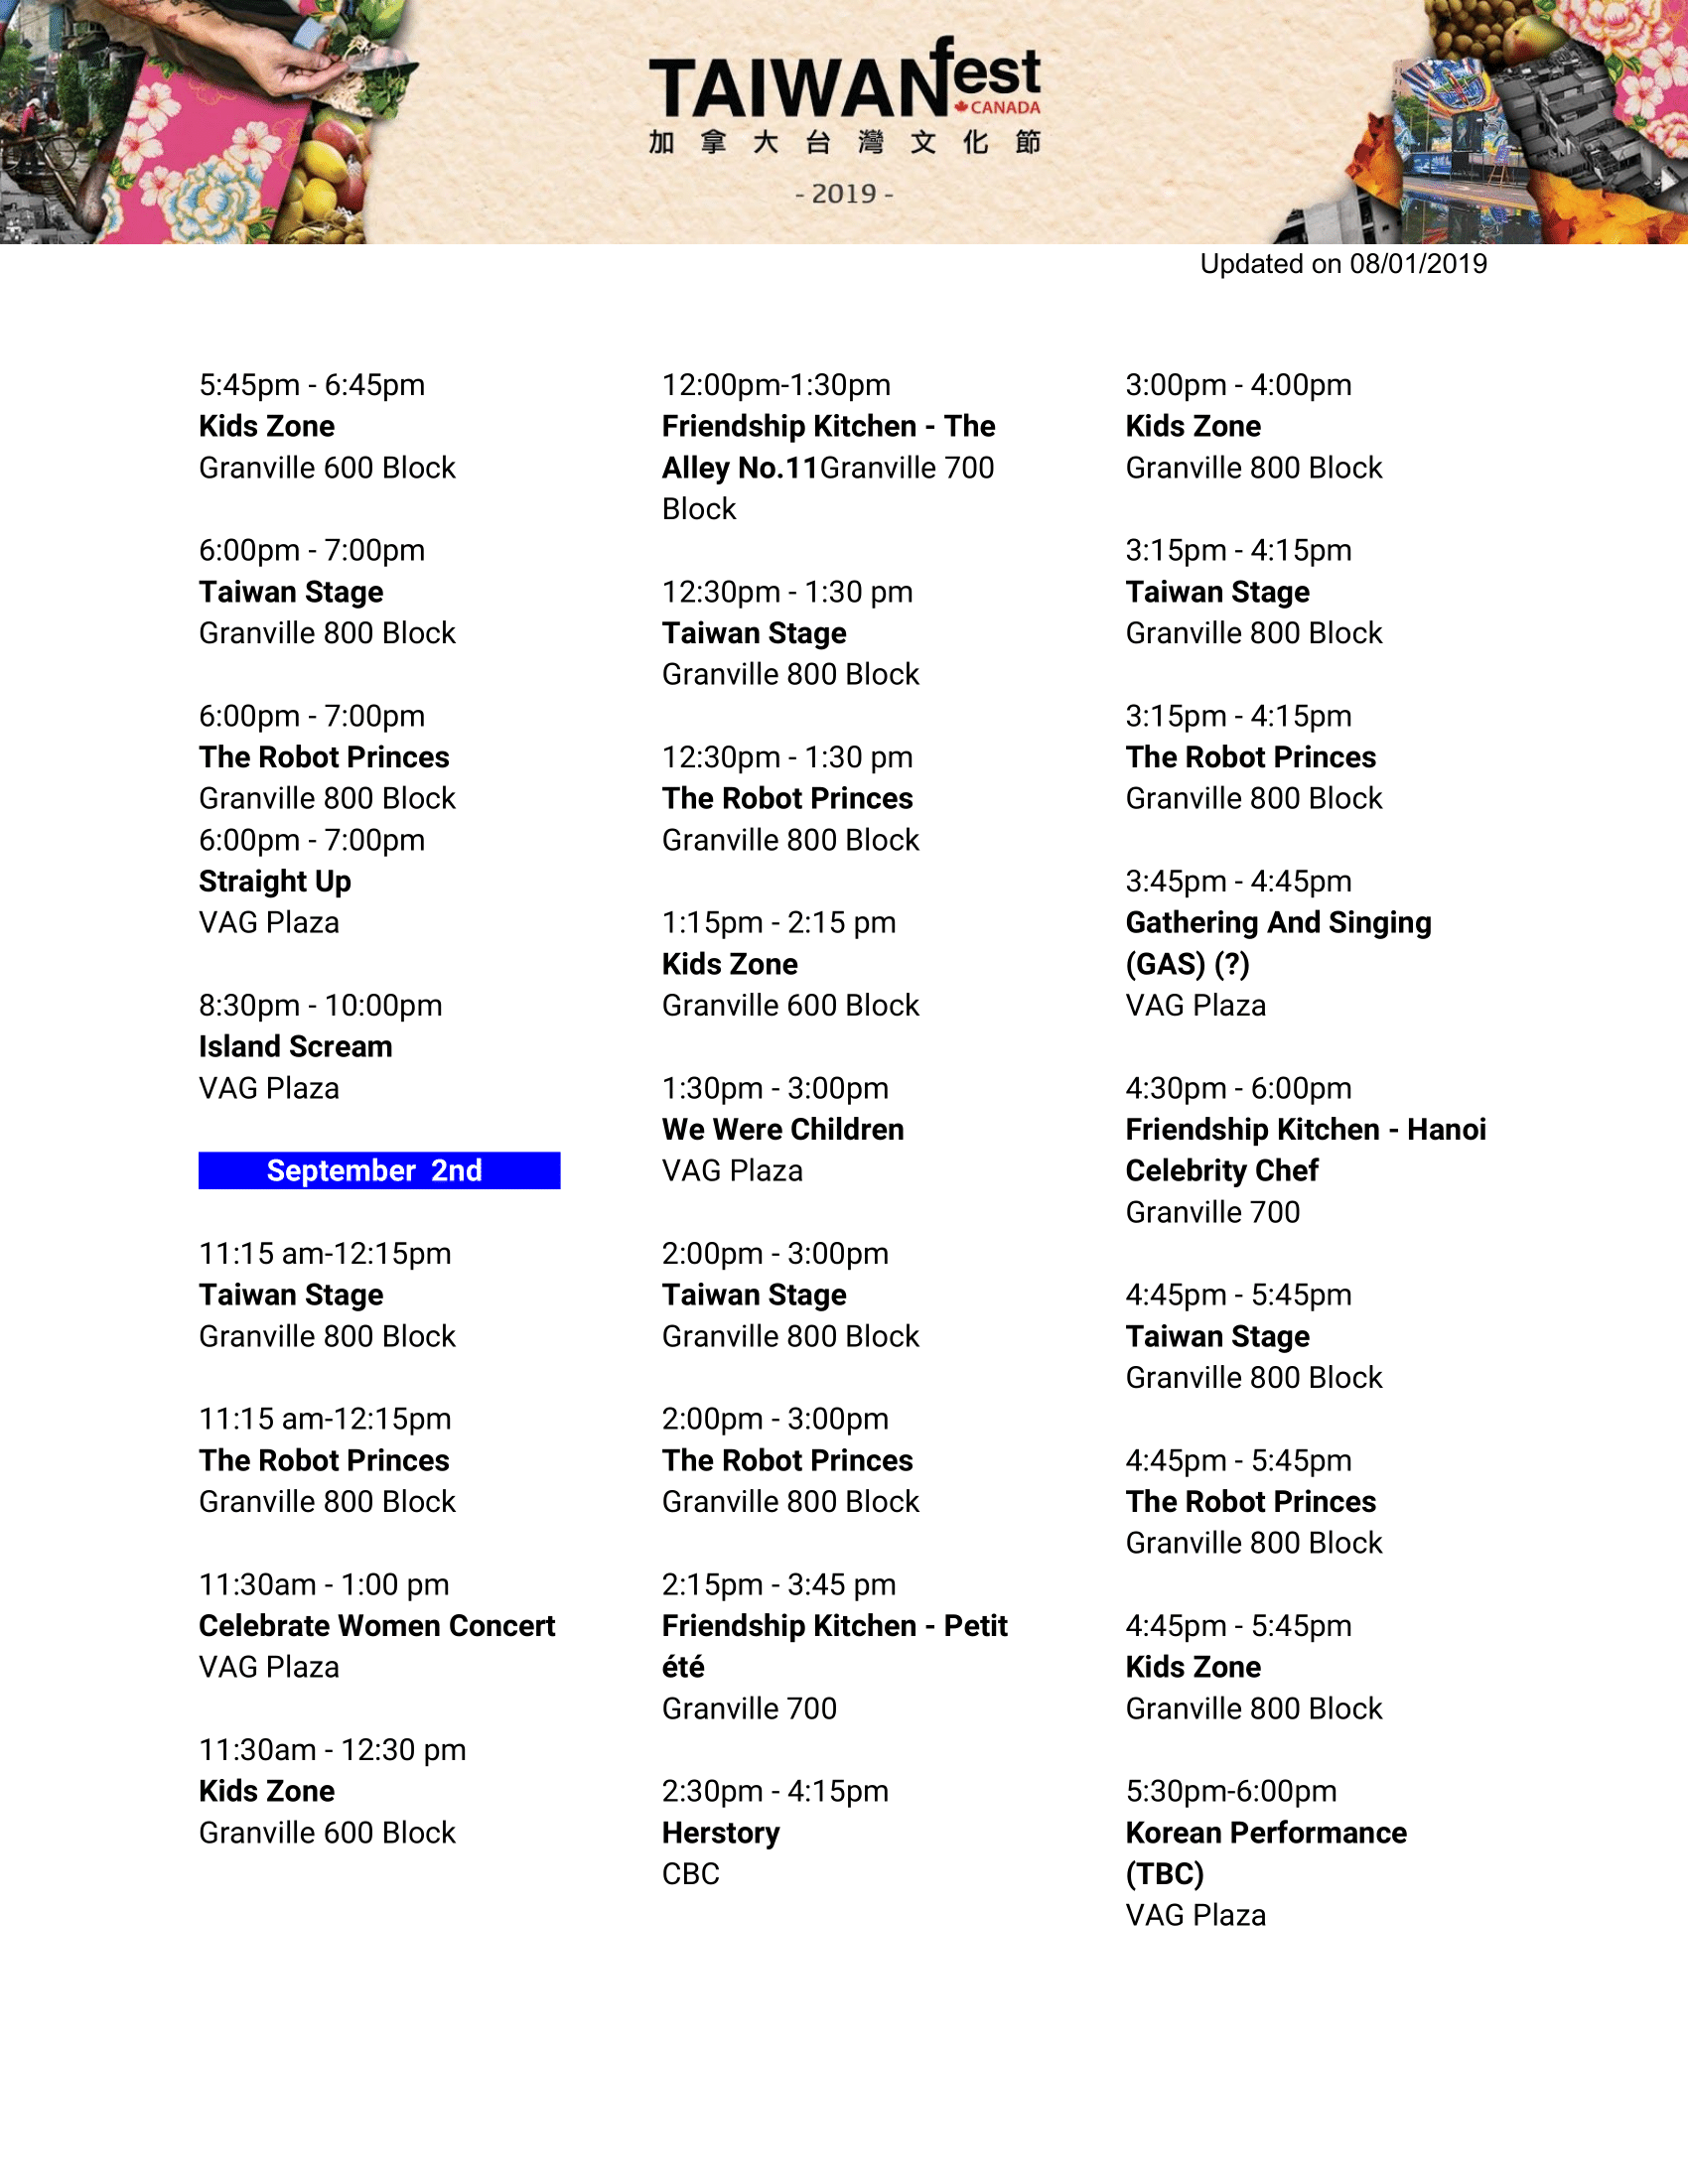 TAIWANfest
CANADA
加拿大台灣文化節
- 2019 -
Updated on 08/01/2019
5:45pm - 6:45pm
Kids Zone
Granville 600 Block
6:00pm - 7:00pm
Taiwan Stage
Granville 800 Block
6:00pm - 7:00pm
The Robot Princes
Granville 800 Block
6:00pm - 7:00pm
Straight Up
VAG Plaza
8:30pm - 10:00pm
Island Scream
VAG Plaza
September 2nd
11:15 am-12:15pm
Taiwan Stage
Granville 800 Block
11:15 am-12:15pm
The Robot Princes
Granville 800 Block
11:30am - 1:00 pm
Celebrate Women Concert
VAG Plaza
11:30am - 12:30 pm
Kids Zone
Granville 600 Block
12:00pm-1:30pm
Friendship Kitchen - The
Alley No.11Granville 700
Block
12:30pm - 1:30 pm
Taiwan Stage
Granville 800 Block
12:30pm - 1:30 pm
The Robot Princes
Granville 800 Block
1:15pm - 2:15 pm
Kids Zone
Granville 600 Block
1:30pm - 3:00pm
We Were Children
VAG Plaza
2:00pm - 3:00pm
Taiwan Stage
Granville 800 Block
2:00pm - 3:00pm
The Robot Princes
Granville 800 Block
2:15pm - 3:45 pm
Friendship Kitchen - Petit
été
Granville 700
2:30pm - 4:15pm
Herstory
CBC
3:00pm - 4:00pm
Kids Zone
Granville 800 Block
3:15pm - 4:15pm
Taiwan Stage
Granville 800 Block
3:15pm - 4:15pm
The Robot Princes
Granville 800 Block
3:45pm - 4:45pm
Gathering And Singing
(GAS) (?)
VAG Plaza
4:30pm - 6:00pm
Friendship Kitchen - Hanoi
Celebrity Chef
Granville 700
4:45pm - 5:45pm
Taiwan Stage
Granville 800 Block
4:45pm - 5:45pm
The Robot Princes
Granville 800 Block
4:45pm - 5:45pm
Kids Zone
Granville 800 Block
5:30pm-6:00pm
Korean Performance
(TBC)
VAG Plaza